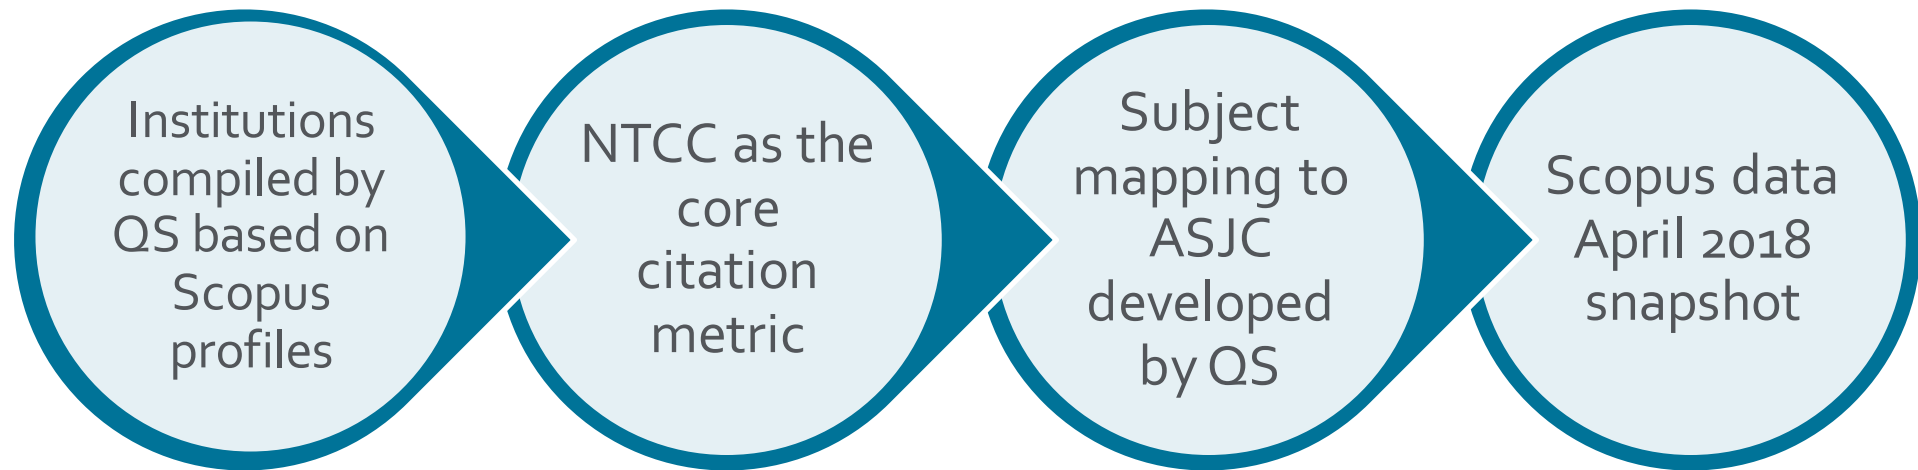 Institutions
compiled by
QS based on
Scopus
profiles
NTCC as the
core
citation
metric
Subject
mapping to
ASJC
developed
by QS
Scopus data
April 2018
snapshot